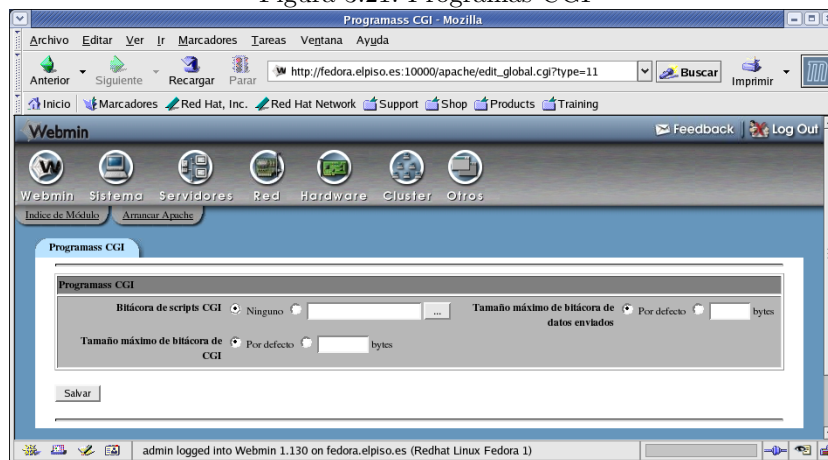 Figura 5.21: Programas CGI
Programass CGI - Mozilla
Archivo Editar Ver Ir Marcadores Tareas Ventana Ayuda
Anterior Siguiente Recargar Parar http://fedora.elpiso.es:10000/apache/edit_global.cgi?type=11 Buscar Imprimir
Inicio Marcadores Red Hat, Inc. Red Hat Network Support Shop Products Training
Webmin Feedback Log Out
Webmin Sistema Servidores Red Hardware Cluster Otros
Indice de Módulo Arrancar Apache
Programass CGI
Programass CGI
Bitácora de scripts CGI Ninguno ... Tamaño máximo de bitácora de datos enviados Por defecto bytes
Tamaño máximo de bitácora de CGI Por defecto bytes
Salvar
admin logged into Webmin 1.130 on fedora.elpiso.es (Redhat Linux Fedora 1)